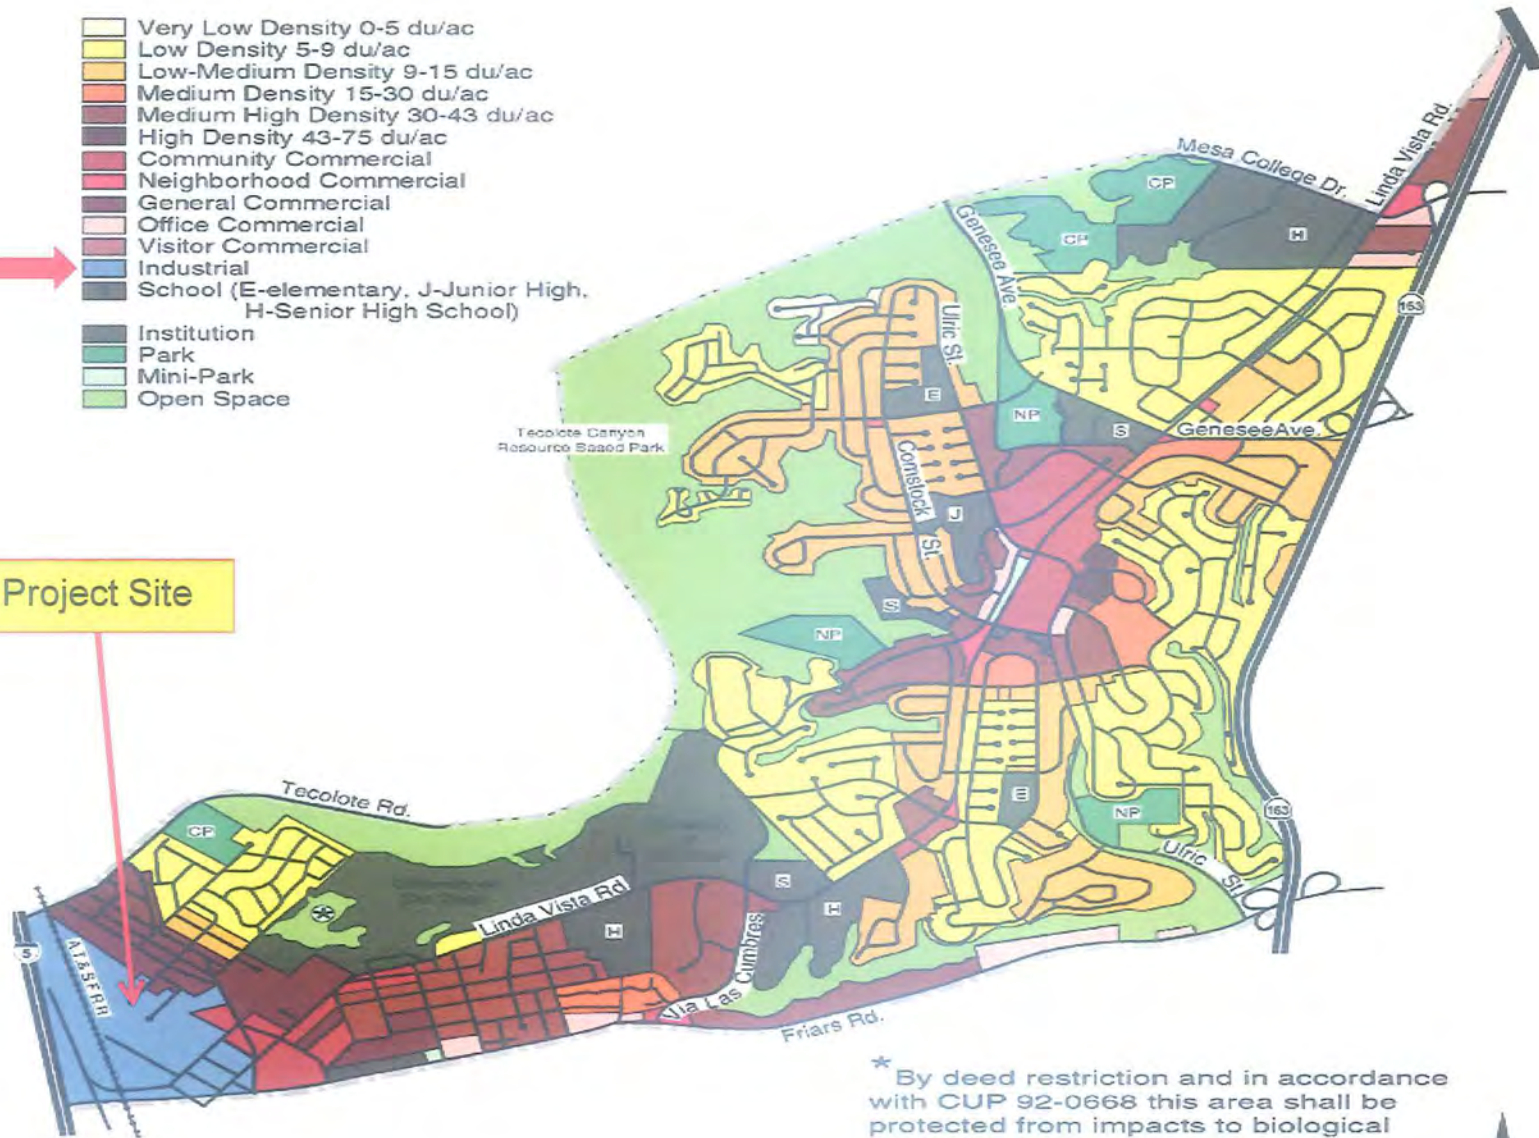 Very Low Density 0-5 du/ac
Low Density 5-9 du/ac
Low-Medium Density 9-15 du/ac
Medium Density 15-30 du/ac
Medium High Density 30-43 du/ac
High Density 43-75 du/ac
Community Commercial
Neighborhood Commercial
General Commercial
Office Commercial
Visitor Commercial
Industrial
School (E-elementary, J-Junior High,
H-Senior High School)
Institution
Park
Mini-Park
Open Space
Project Site
Mesa College Dr.
Linda Vista Rd.
CP
Genesee Ave.
CP
H
163
Ulric St.
E
NP
S
GeneseeAve.
Tecolote Canyon
Resource Based Park
Comstock St.
J
S
NP
Tecolote Rd.
E
NP
163
CP
Ulric St.
S
Linda Vista Rd
H
H
5
AT&SFRR
Via Las Cumbres
Friars Rd.
* By deed restriction and in accordance
with CUP 92-0668 this area shall be
protected from impacts to biological